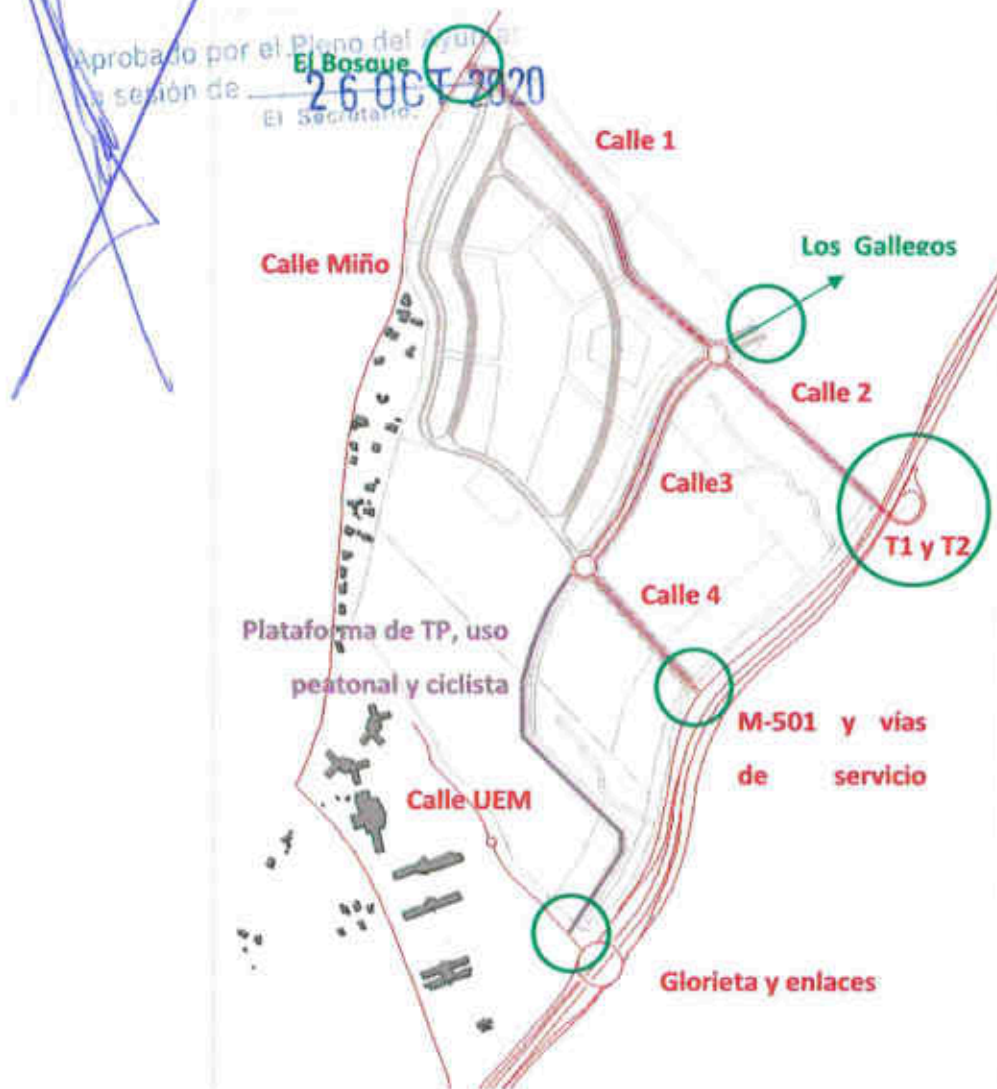 Aprobado por el Pleno del Ayunta
la sesión de
26 OCT 2020
El Secretario.
El Bosque
Calle 1
Calle Miño
Los Gallegos
Calle 2
Calle3
T1 y T2
Calle 4
Plataforma de TP, uso
peatonal y ciclista
M-501 y vías
de servicio
Calle UEM
Glorieta y enlaces